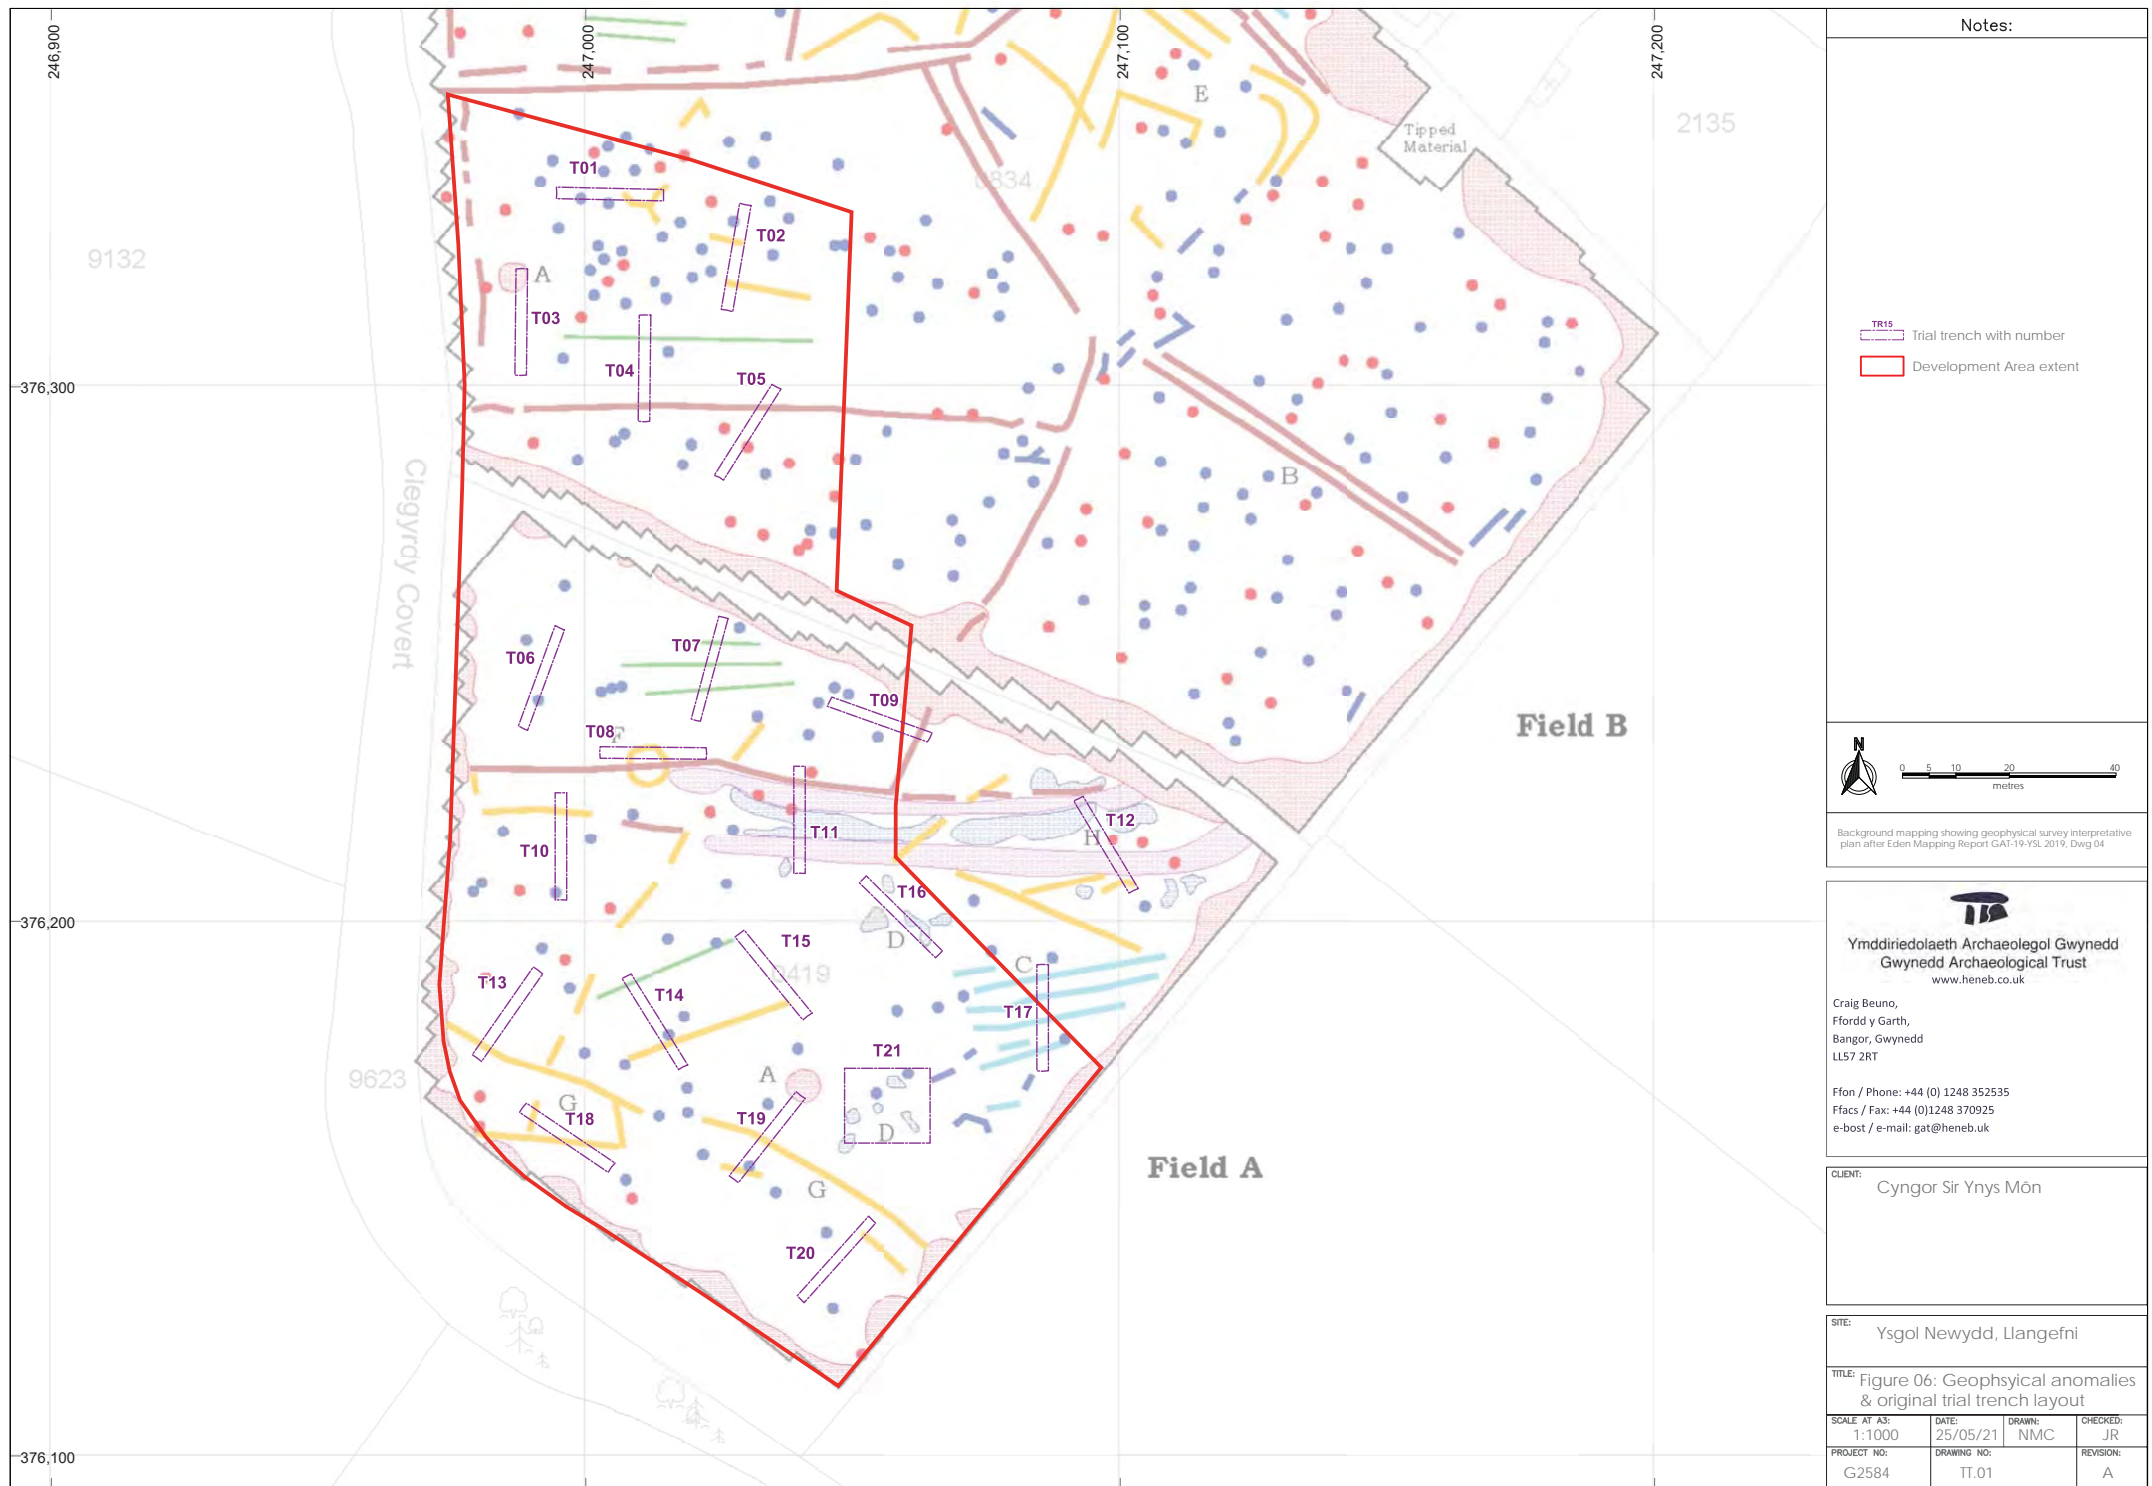 246,900
247,000
247,100
247,200
376,300
376,200
376,100
9132
2135
0834
9623
0419
Clegyrdy Covert
Tipped
Material
E
A
B
F
H
D
C
A
G
D
G
T01
T02
T03
T04
T05
T06
T07
T08
T09
T10
T11
T12
T13
T14
T15
T16
T17
T18
T19
T20
T21
Field B
Field A
Notes:
TR15
Trial trench with number
Development Area extent
N
0 5 10 20 40
metres
Background mapping showing geophysical survey interpretative
plan after Eden Mapping Report GAT-19-YSL 2019, Dwg 04
Ymddiriedolaeth Archaeolegol Gwynedd
Gwynedd Archaeological Trust
www.heneb.co.uk
Craig Beuno,
Ffordd y Garth,
Bangor, Gwynedd
LL57 2RT
Ffon / Phone: +44 (0) 1248 352535
Ffacs / Fax: +44 (0)1248 370925
e-bost / e-mail: gat@heneb.uk
CLIENT:
Cyngor Sir Ynys Môn
SITE:
Ysgol Newydd, Llangefni
TITLE:
Figure 06: Geophsyical anomalies
& original trial trench layout
SCALE AT A3: DATE: DRAWN: CHECKED:
1:1000 25/05/21 NMC JR
PROJECT NO: DRAWING NO: REVISION:
G2584 TT.01 A